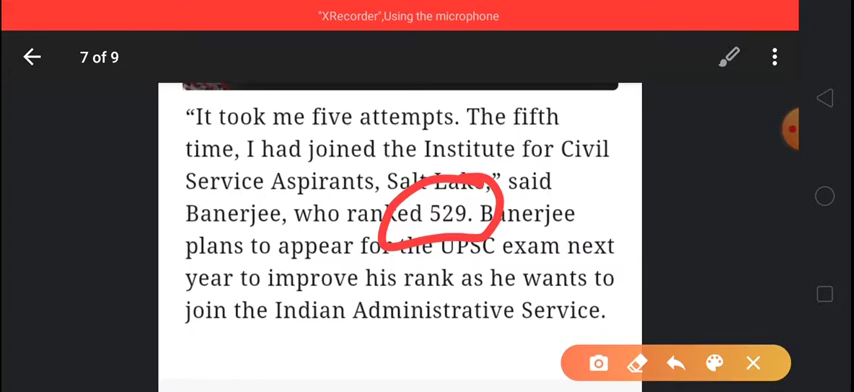 "XRecorder",Using the microphone
7 of 9
“It took me five attempts. The fifth
time, I had joined the Institute for Civil
Service Aspirants, Salt Lake,” said
Banerjee, who ranked 529. Banerjee
plans to appear for the UPSC exam next
year to improve his rank as he wants to
join the Indian Administrative Service.